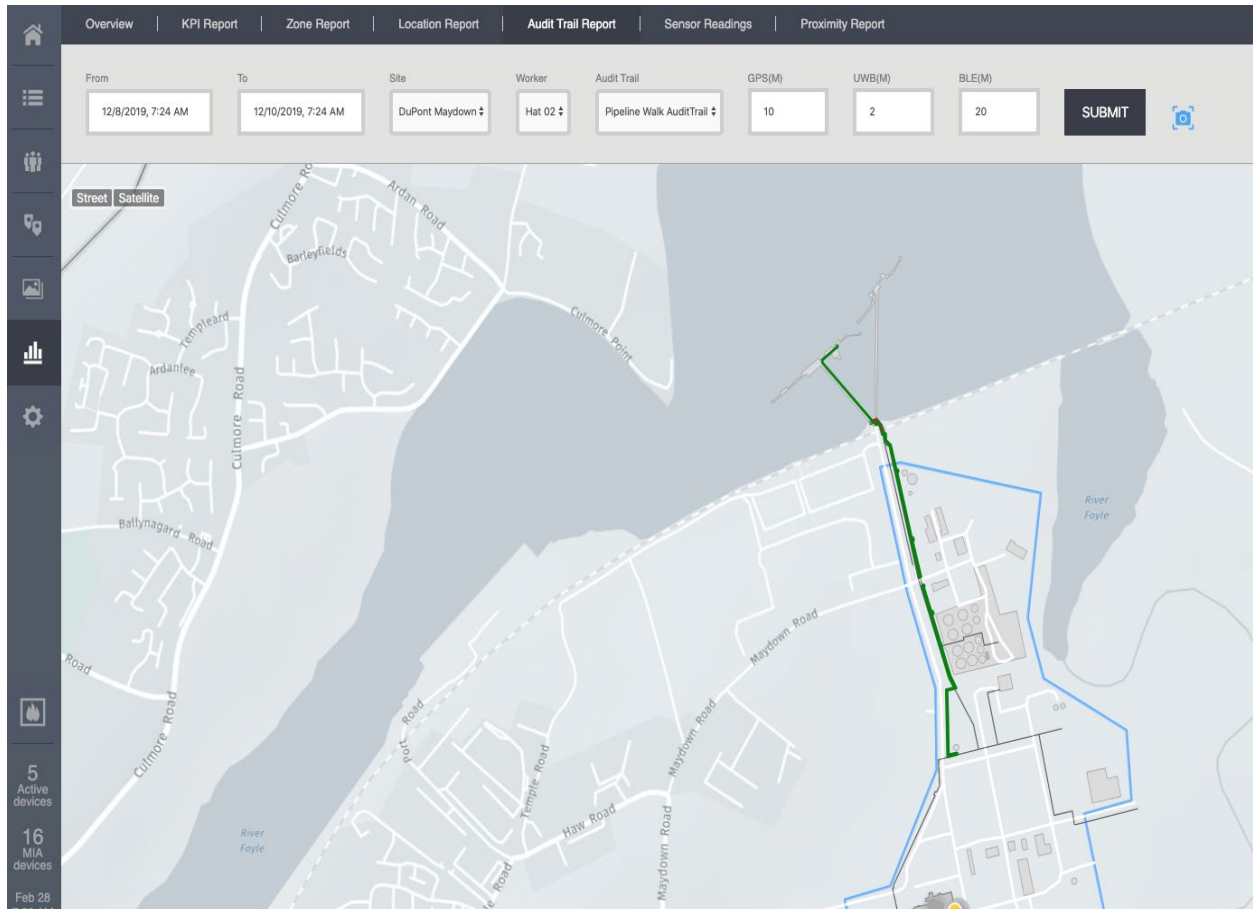 Overview | KPI Report | Zone Report | Location Report | Audit Trail Report | Sensor Readings | Proximity Report
From To Site Worker Audit Trail GPS(M) UWB(M) BLE(M)
12/8/2019, 7:24 AM 12/10/2019, 7:24 AM DuPont Maydown Hat 02 Pipeline Walk AuditTrail 10 2 20 SUBMIT
Street Satellite
Culmore Road
Ardan Road
Barleyfields
Culmore Point
Templeard
Ardanlee
Culmore Road
River
Foyle
Ballynagard Road
Maydown Road
Road
Culmore Road
Port Road
Maydown Road
Temple Road
Haw Road
River
Foyle
Maydown Road
5
Active
devices
16
MIA
devices
Feb 28